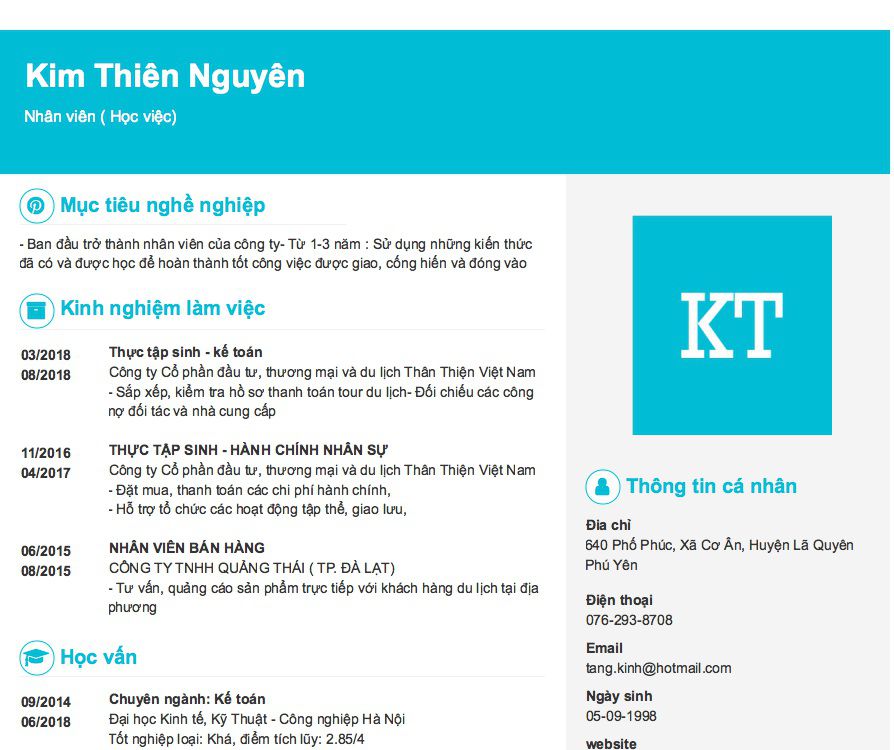 Kim Thiên Nguyên
Nhân viên ( Học việc)
Mục tiêu nghề nghiệp
- Ban đầu trở thành nhân viên của công ty- Từ 1-3 năm : Sử dụng những kiến thức
đã có và được học để hoàn thành tốt công việc được giao, cống hiến và đóng vào
Kinh nghiệm làm việc
03/2018
08/2018
Thực tập sinh - kế toán
Công ty Cổ phần đầu tư, thương mại và du lịch Thân Thiện Việt Nam
- Sắp xếp, kiểm tra hồ sơ thanh toán tour du lịch- Đối chiếu các công
nợ đối tác và nhà cung cấp
11/2016
04/2017
THỰC TẬP SINH - HÀNH CHÍNH NHÂN SỰ
Công ty Cổ phần đầu tư, thương mại và du lịch Thân Thiện Việt Nam
- Đặt mua, thanh toán các chi phí hành chính,
- Hỗ trợ tổ chức các hoạt động tập thể, giao lưu,
06/2015
08/2015
NHÂN VIÊN BÁN HÀNG
CÔNG TY TNHH QUẢNG THÁI ( TP. ĐÀ LẠT)
- Tư vấn, quảng cáo sản phẩm trực tiếp với khách hàng du lịch tại địa
phương
Học vấn
09/2014
06/2018
Chuyên ngành: Kế toán
Đại học Kinh tế, Kỹ Thuật - Công nghiệp Hà Nội
Tốt nghiệp loại: Khá, điểm tích lũy: 2.85/4
KT
Thông tin cá nhân
Địa chỉ
640 Phố Phúc, Xã Cơ Ân, Huyện Lã Quyên
Phú Yên
Điện thoại
076-293-8708
Email
tang.kinh@hotmail.com
Ngày sinh
05-09-1998
website